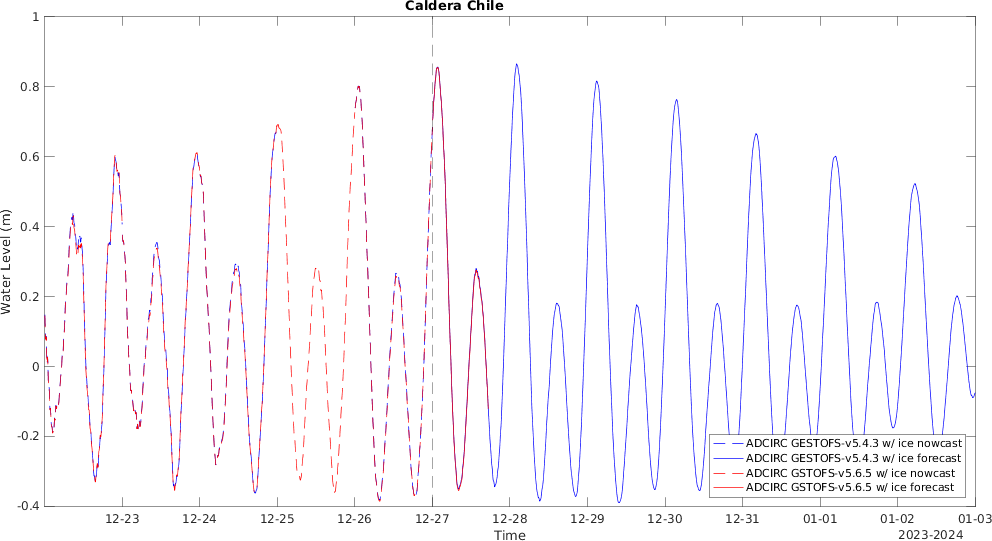 Caldera Chile
Water Level (m)
1
0.8
0.6
0.4
0.2
0
-0.2
-0.4
12-23 12-24 12-25 12-26 12-27 12-28 12-29 12-30 12-31 01-01 01-02 01-03
Time
2023-2024
ADCIRC GESTOFS-v5.4.3 w/ ice nowcast
ADCIRC GESTOFS-v5.4.3 w/ ice forecast
ADCIRC GSTOFS-v5.6.5 w/ ice nowcast
ADCIRC GSTOFS-v5.6.5 w/ ice forecast